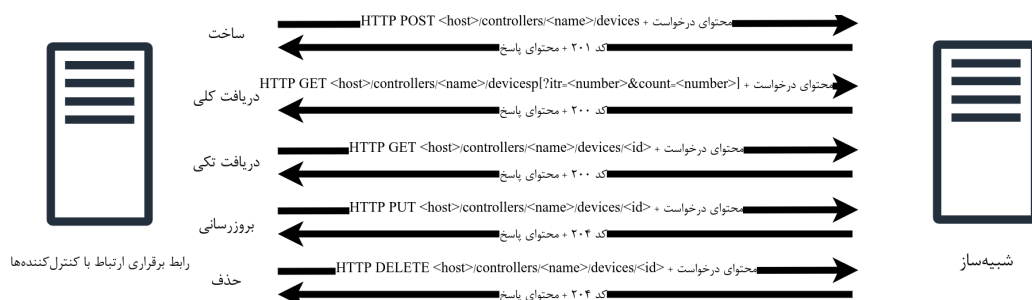 ساخت
HTTP POST <host>/controllers/<name>/devices + محتوای درخواست
کد ۲۰۱ + محتوای پاسخ
دریافت کلی
HTTP GET <host>/controllers/<name>/devicesp[?itr=<number>&count=<number>] + محتوای درخواست
کد ۲۰۰ + محتوای پاسخ
دریافت تکی
HTTP GET <host>/controllers/<name>/devices/<id> + محتوای درخواست
کد ۲۰۰ + محتوای پاسخ
بروزرسانی
HTTP PUT <host>/controllers/<name>/devices/<id> + محتوای درخواست
کد ۲۰۴ + محتوای پاسخ
حذف
HTTP DELETE <host>/controllers/<name>/devices/<id> + محتوای درخواست
کد ۲۰۴ + محتوای پاسخ
شبیه‌ساز
رابط برقراری ارتباط با کنترل‌کننده‌ها